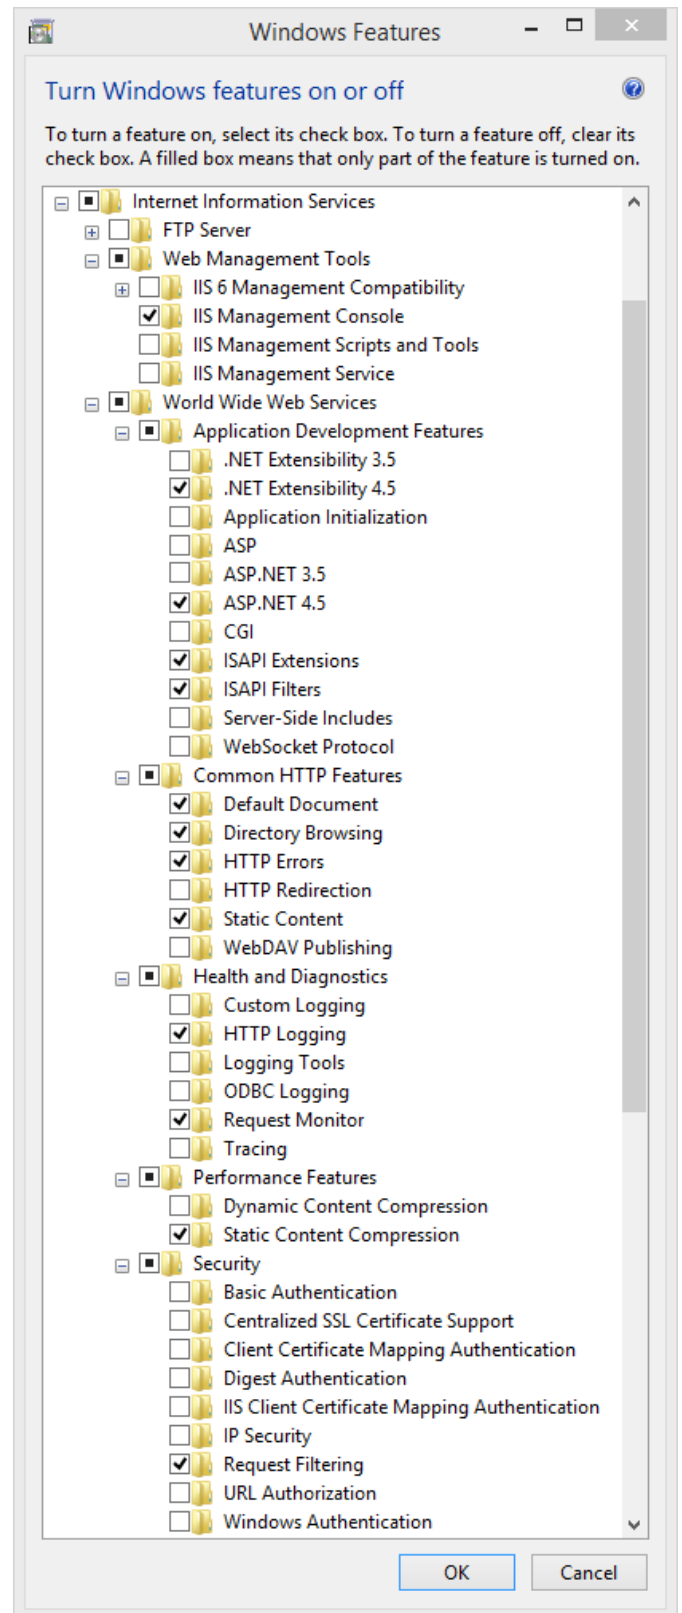 Windows Features
Turn Windows features on or off
To turn a feature on, select its check box. To turn a feature off, clear its
check box. A filled box means that only part of the feature is turned on.
Internet Information Services
FTP Server
Web Management Tools
IIS 6 Management Compatibility
IIS Management Console
IIS Management Scripts and Tools
IIS Management Service
World Wide Web Services
Application Development Features
.NET Extensibility 3.5
.NET Extensibility 4.5
Application Initialization
ASP
ASP.NET 3.5
ASP.NET 4.5
CGI
ISAPI Extensions
ISAPI Filters
Server-Side Includes
WebSocket Protocol
Common HTTP Features
Default Document
Directory Browsing
HTTP Errors
HTTP Redirection
Static Content
WebDAV Publishing
Health and Diagnostics
Custom Logging
HTTP Logging
Logging Tools
ODBC Logging
Request Monitor
Tracing
Performance Features
Dynamic Content Compression
Static Content Compression
Security
Basic Authentication
Centralized SSL Certificate Support
Client Certificate Mapping Authentication
Digest Authentication
IIS Client Certificate Mapping Authentication
IP Security
Request Filtering
URL Authorization
Windows Authentication
OK
Cancel